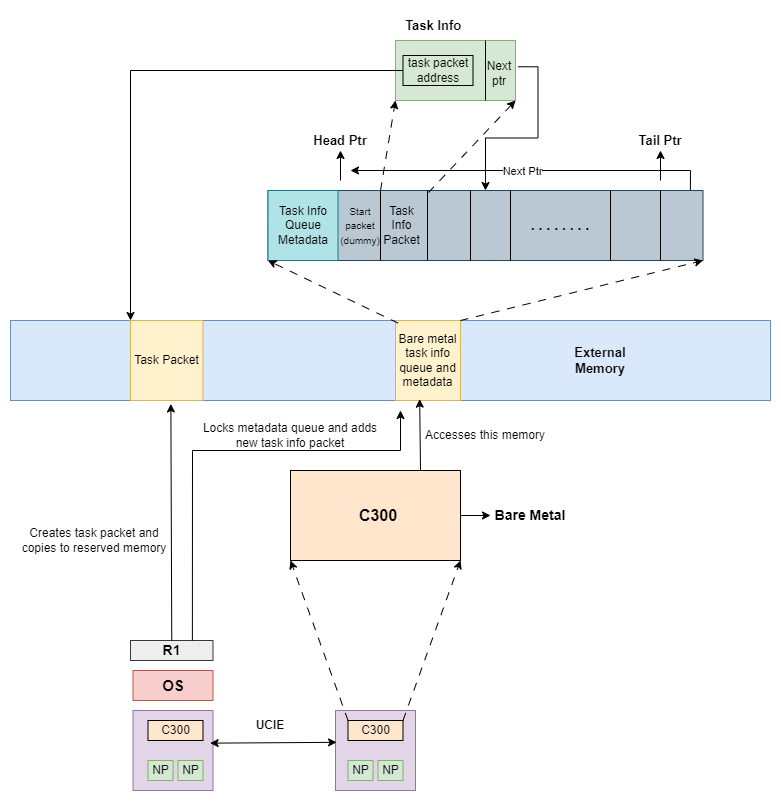 Task Info
task packet
address
Next
ptr
Head Ptr
Tail Ptr
Next Ptr
Task Info
Queue
Metadata
Start
packet
(dummy)
Task
Info
Packet
........
Task Packet
Bare metal
task info
queue and
metadata
External
Memory
Locks metadata queue and adds
new task info packet
Accesses this memory
C300
Bare Metal
Creates task packet and
copies to reserved memory
R1
OS
C300
NP NP
UCIE
C300
NP NP